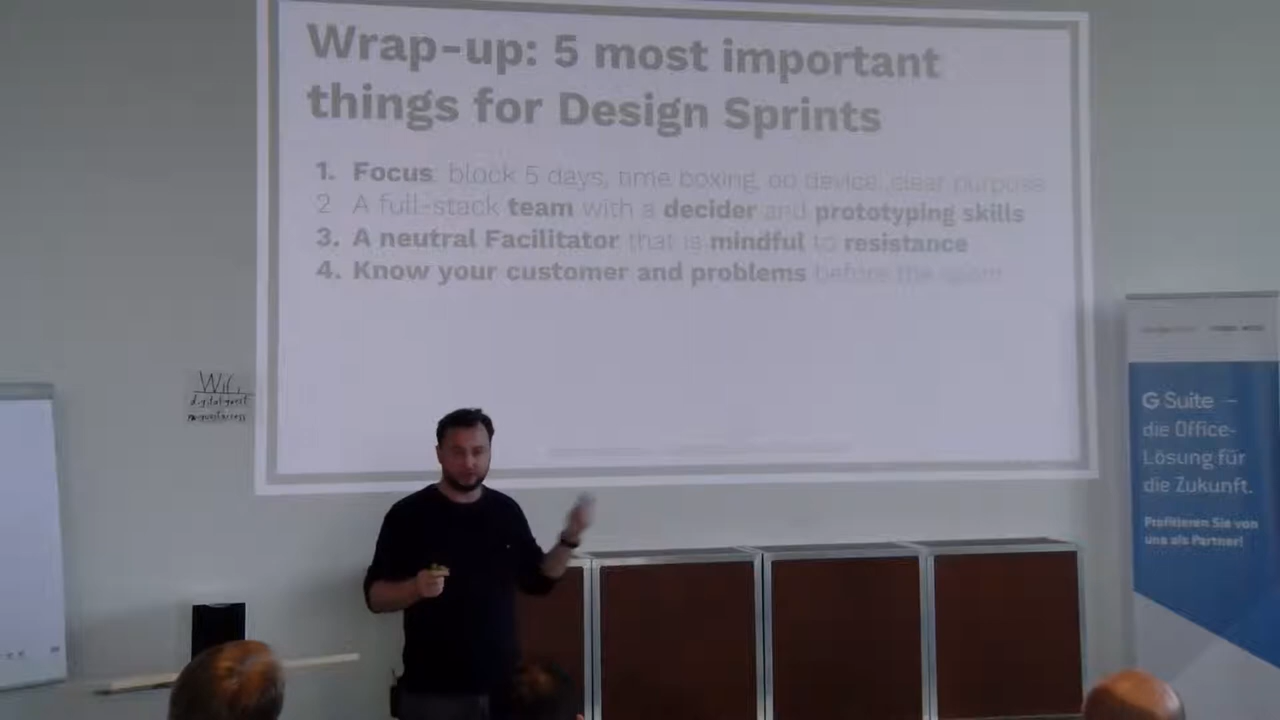 Wrap-up: 5 most important
things for Design Sprints
1. Focus: block 5 days, time boxing, no device, clear purpose
2. A full-stack team with a decider and prototyping skills
3. A neutral Facilitator that is mindful to resistance
4. Know your customer and problems before the sprint
Wifi
G Suite –
die Office-
Lösung für
die Zukunft.
Profitieren Sie von
uns als Partner!